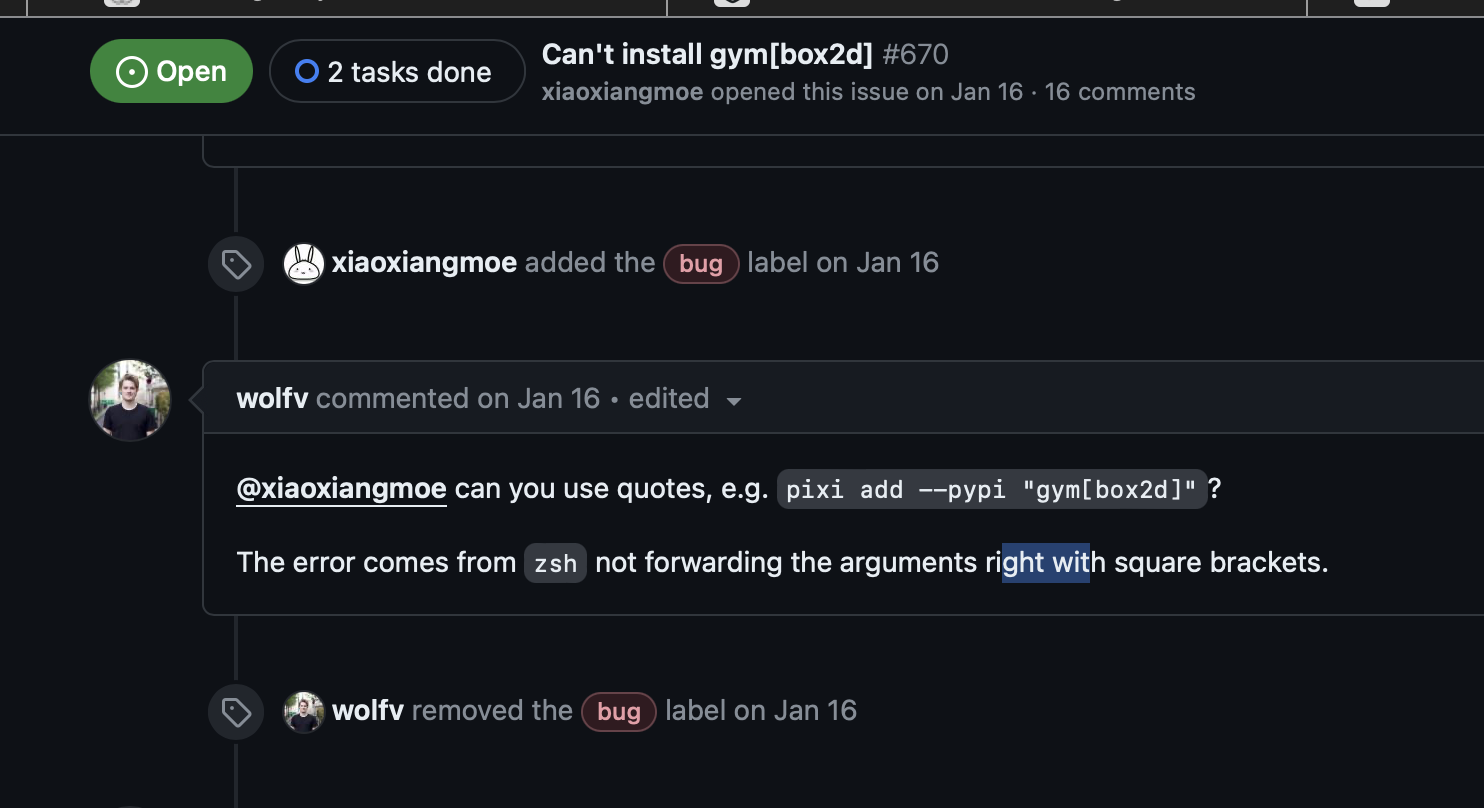 Open
2 tasks done
Can't install gym[box2d] #670
xiaoxiangmoe opened this issue on Jan 16 · 16 comments
xiaoxiangmoe added the bug label on Jan 16
wolfv commented on Jan 16 • edited
@xiaoxiangmoe can you use quotes, e.g. pixi add --pypi "gym[box2d]" ?
The error comes from zsh not forwarding the arguments right with square brackets.
wolfv removed the bug label on Jan 16